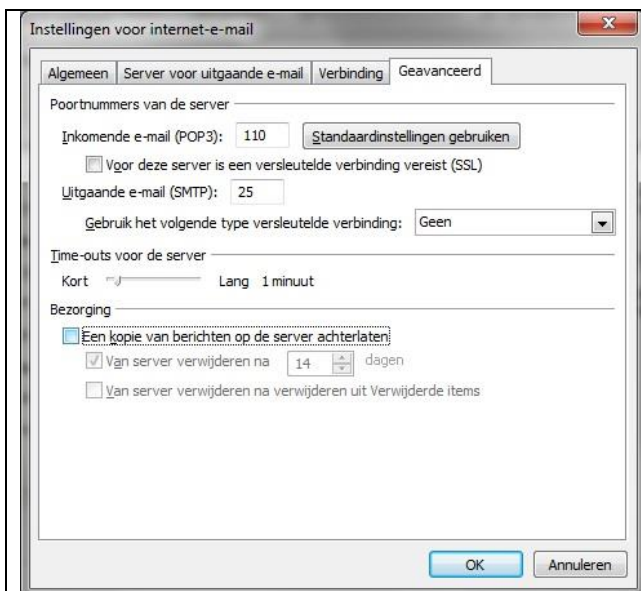 Instellingen voor internet-e-mail
Algemeen Server voor uitgaande e-mail Verbinding Geavanceerd
Poortnummers van de server
Inkomende e-mail (POP3): 110 Standaardinstellingen gebruiken
Voor deze server is een versleutelde verbinding vereist (SSL)
Uitgaande e-mail (SMTP): 25
Gebruik het volgende type versleutelde verbinding: Geen
Time-outs voor de server
Kort Lang 1 minuut
Bezorging
Een kopie van berichten op de server achterlaten
Van server verwijderen na 14 dagen
Van server verwijderen na verwijderen uit Verwijderde items
OK Annuleren